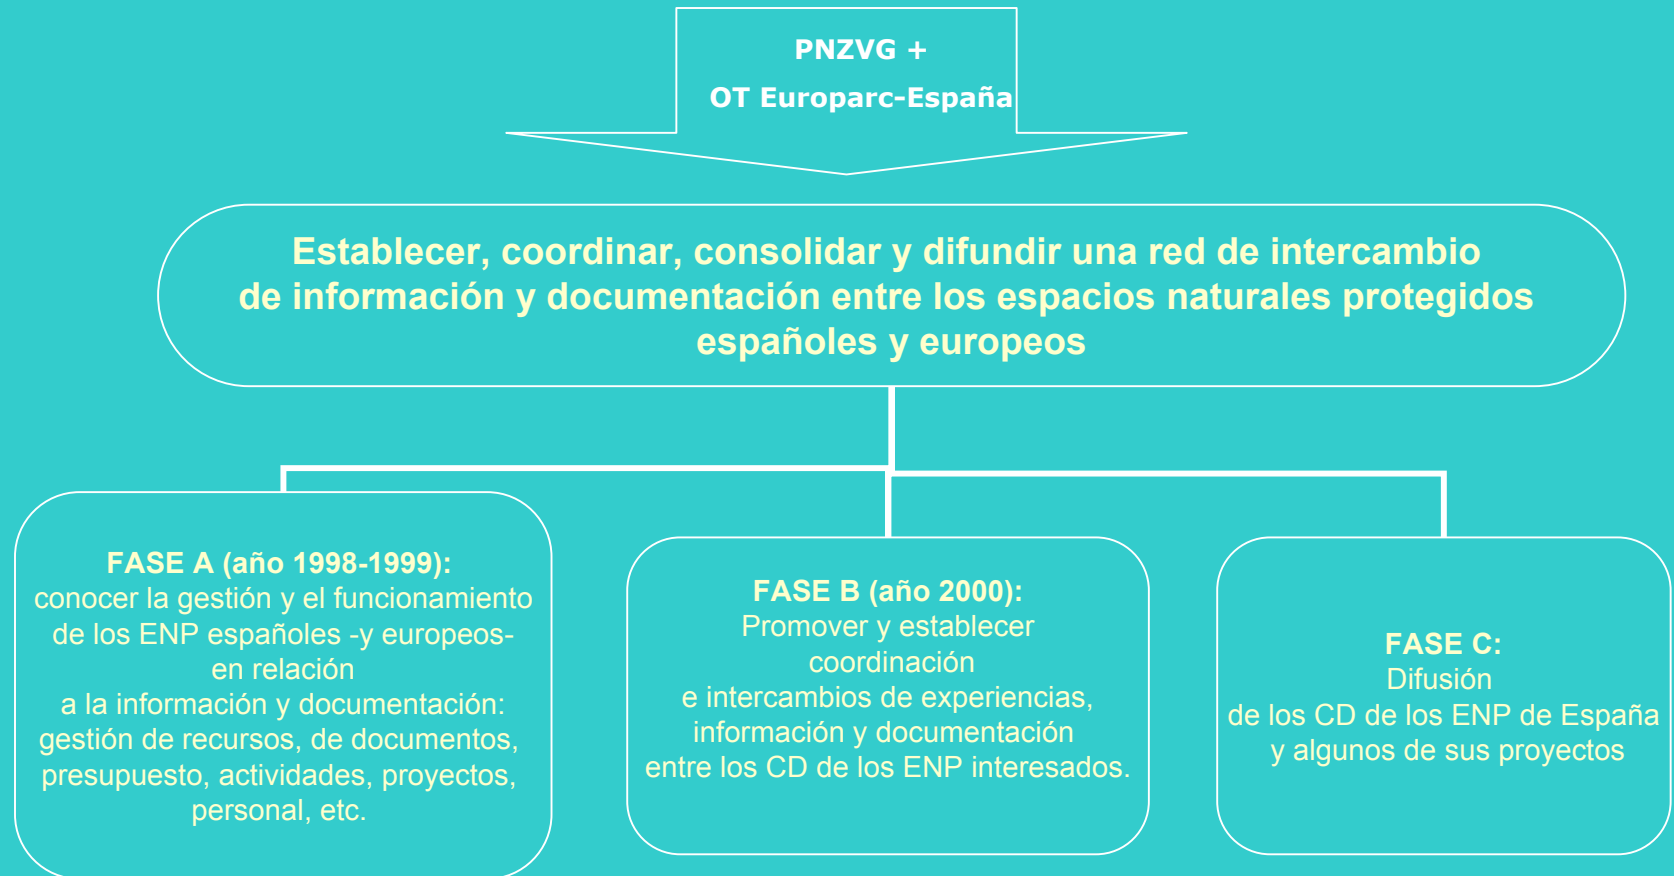 PNZVG +
OT Europarc-España
Establecer, coordinar, consolidar y difundir una red de intercambio
de información y documentación entre los espacios naturales protegidos
españoles y europeos
FASE A (año 1998-1999):
conocer la gestión y el funcionamiento
de los ENP españoles -y europeos-
en relación
a la información y documentación:
gestión de recursos, de documentos,
presupuesto, actividades, proyectos,
personal, etc.
FASE B (año 2000):
Promover y establecer
coordinación
e intercambios de experiencias,
información y documentación
entre los CD de los ENP interesados.
FASE C:
Difusión
de los CD de los ENP de España
y algunos de sus proyectos